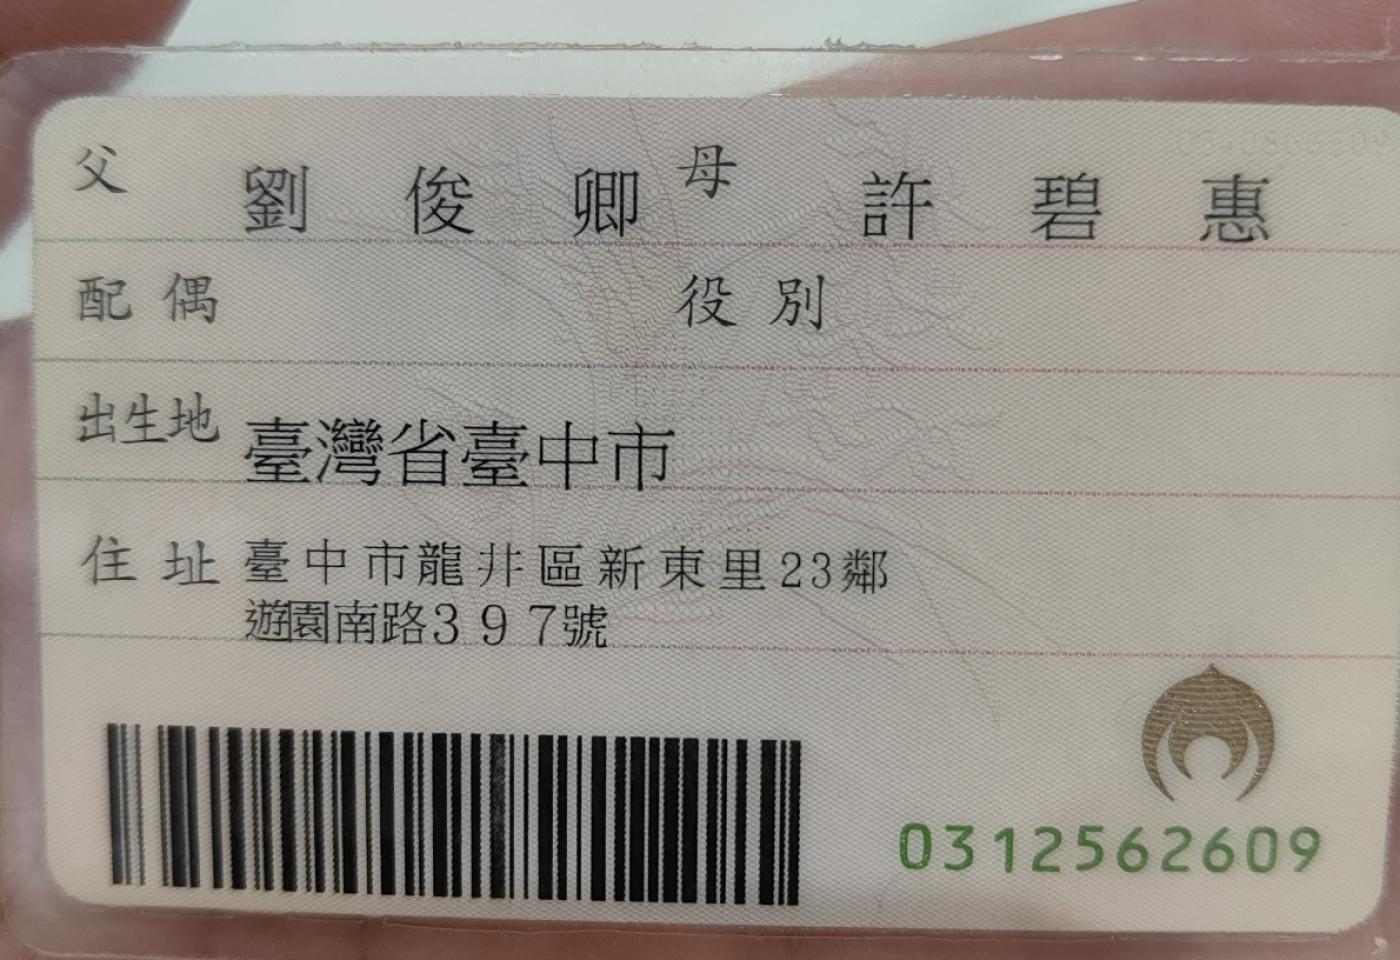 父 劉俊卿 母 許碧惠
配偶 役別
出生地 臺灣省臺中市
住址 臺中市龍井區新東里23鄰
遊園南路397號
0312562609